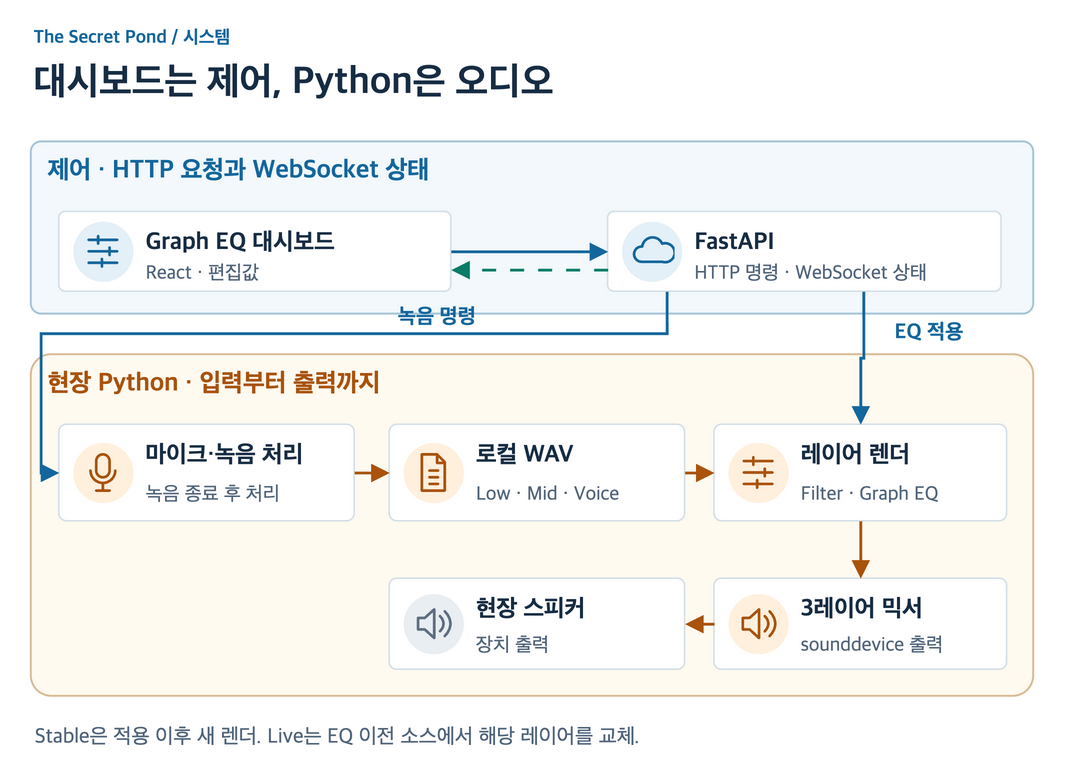 The Secret Pond / 시스템
대시보드는 제어, Python은 오디오
제어 · HTTP 요청과 WebSocket 상태
Graph EQ 대시보드
React · 편집값
FastAPI
HTTP 명령 · WebSocket 상태
녹음 명령
EQ 적용
현장 Python · 입력부터 출력까지
마이크·녹음 처리
녹음 종료 후 처리
로컬 WAV
Low · Mid · Voice
레이어 렌더
Filter · Graph EQ
현장 스피커
장치 출력
3레이어 믹서
sounddevice 출력
Stable은 적용 이후 새 렌더. Live는 EQ 이전 소스에서 해당 레이어를 교체.